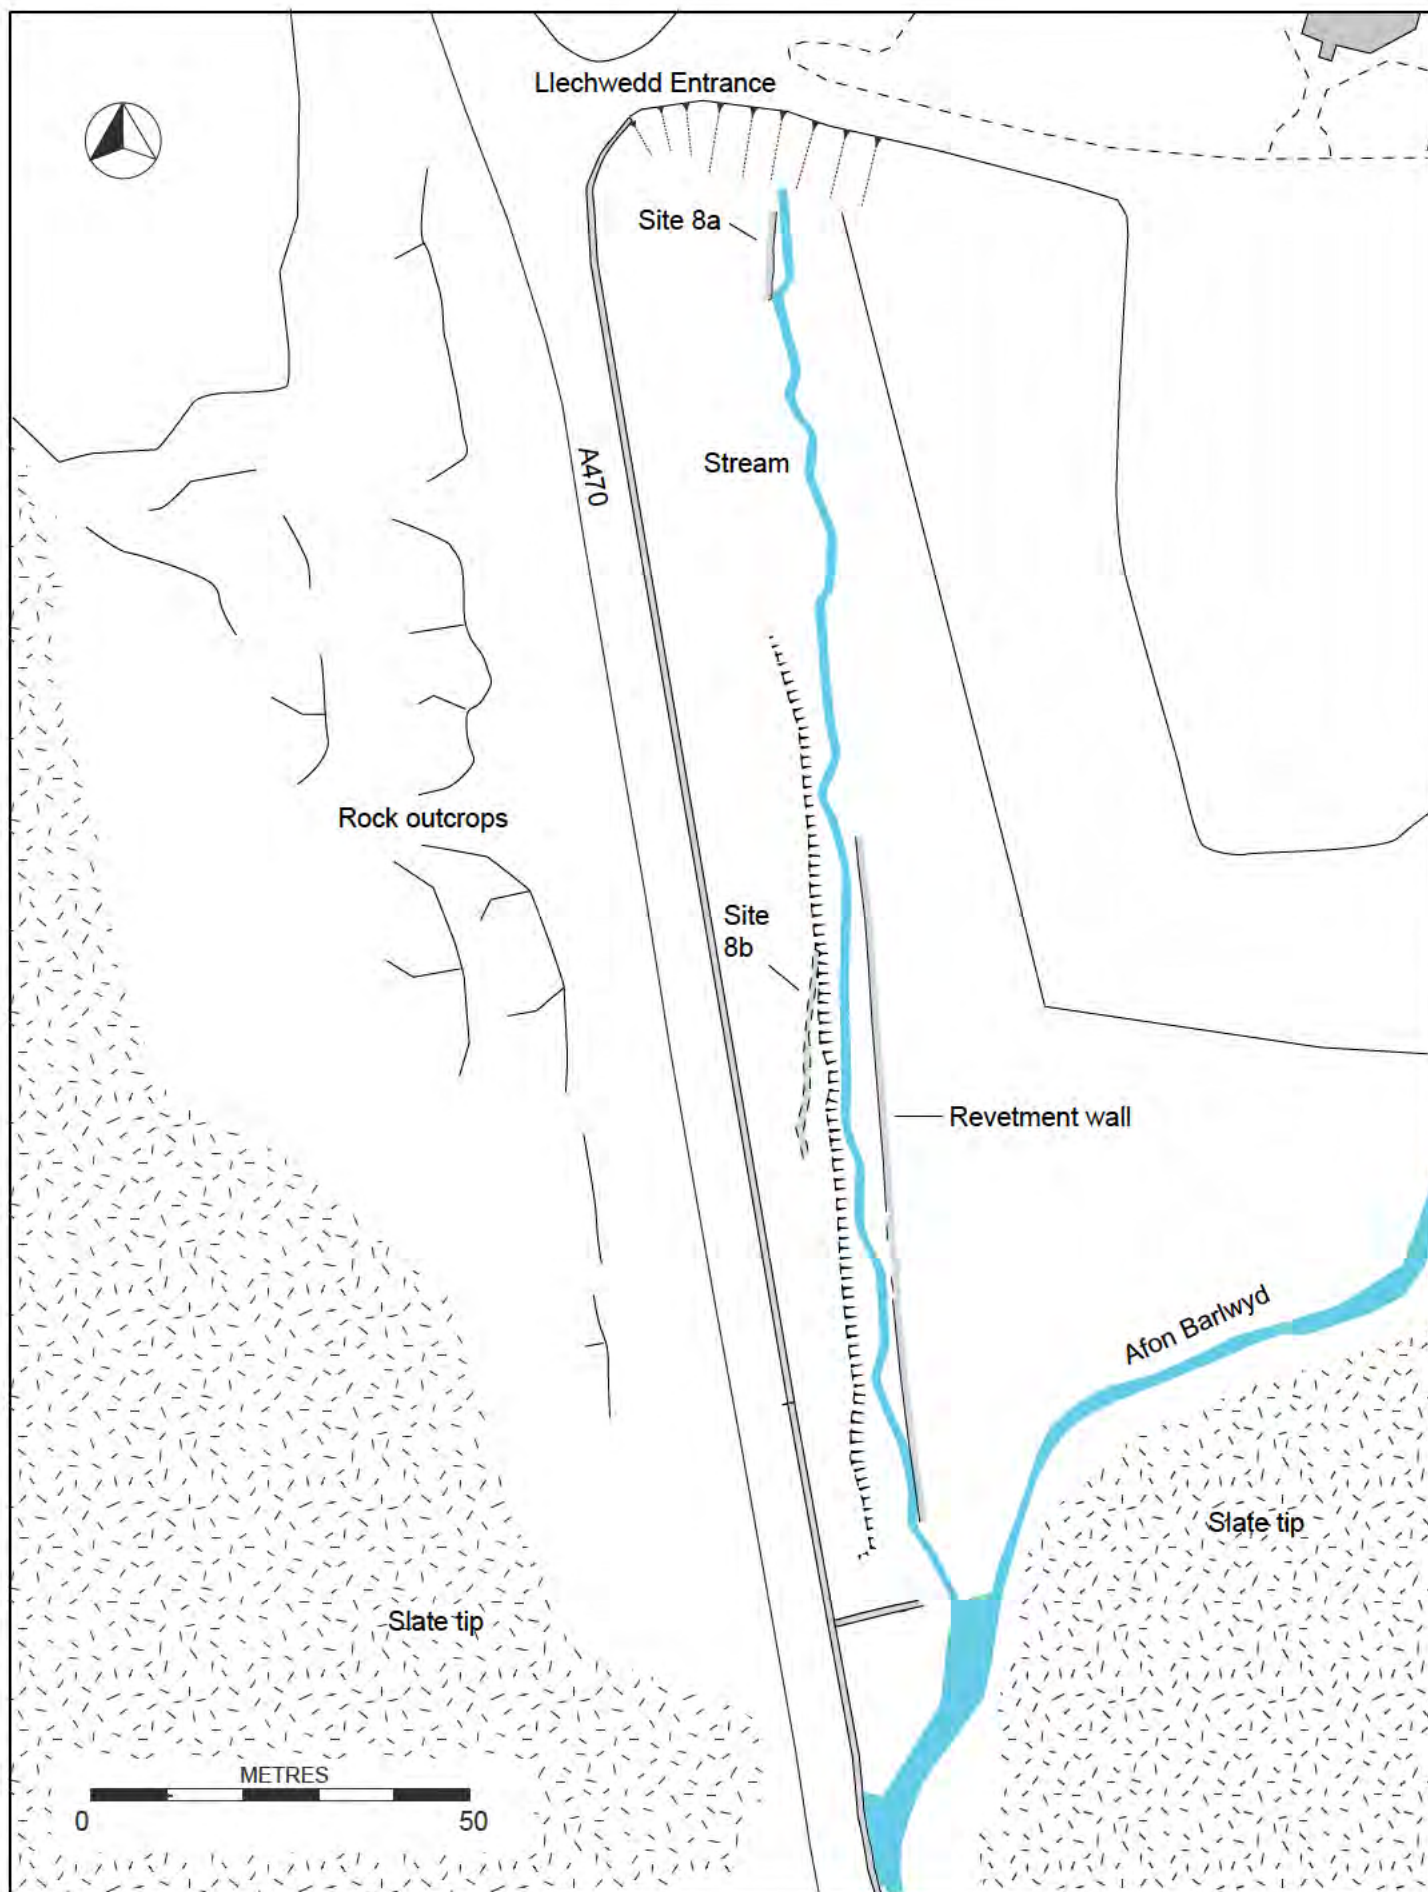 Llechwedd Entrance
Site 8a
Stream
A470
Rock outcrops
Site
8b
Revetment wall
Afon Barlwyd
Slate tip
Slate tip
METRES
0
50